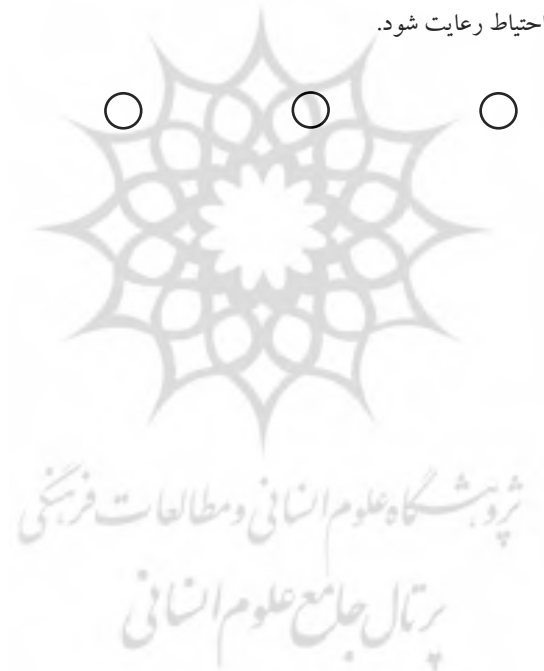 احتیاط رعایت شود.
پژوهشگاه علوم انسانی و مطالعات فرهنگی
پرتال جامع علوم انسانی